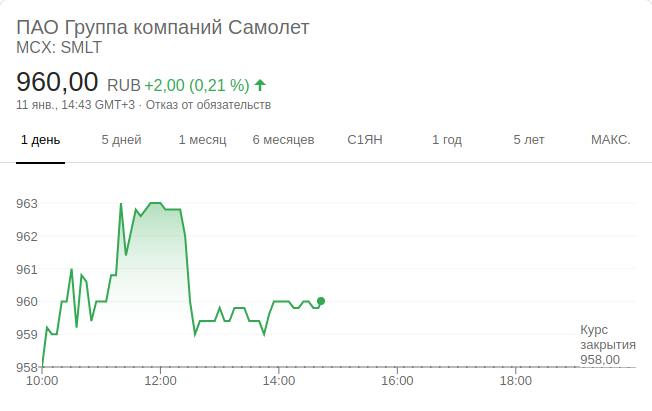 ПАО Группа компаний Самолет
MCX: SMLT
960,00 RUB +2,00 (0,21 %)
11 янв., 14:43 GMT+3 · Отказ от обязательств
1 день 5 дней 1 месяц 6 месяцев С1ЯН 1 год 5 лет МАКС.
963
962
961
960
959
958
Курс
закрытия
958,00
10:00 12:00 14:00 16:00 18:00